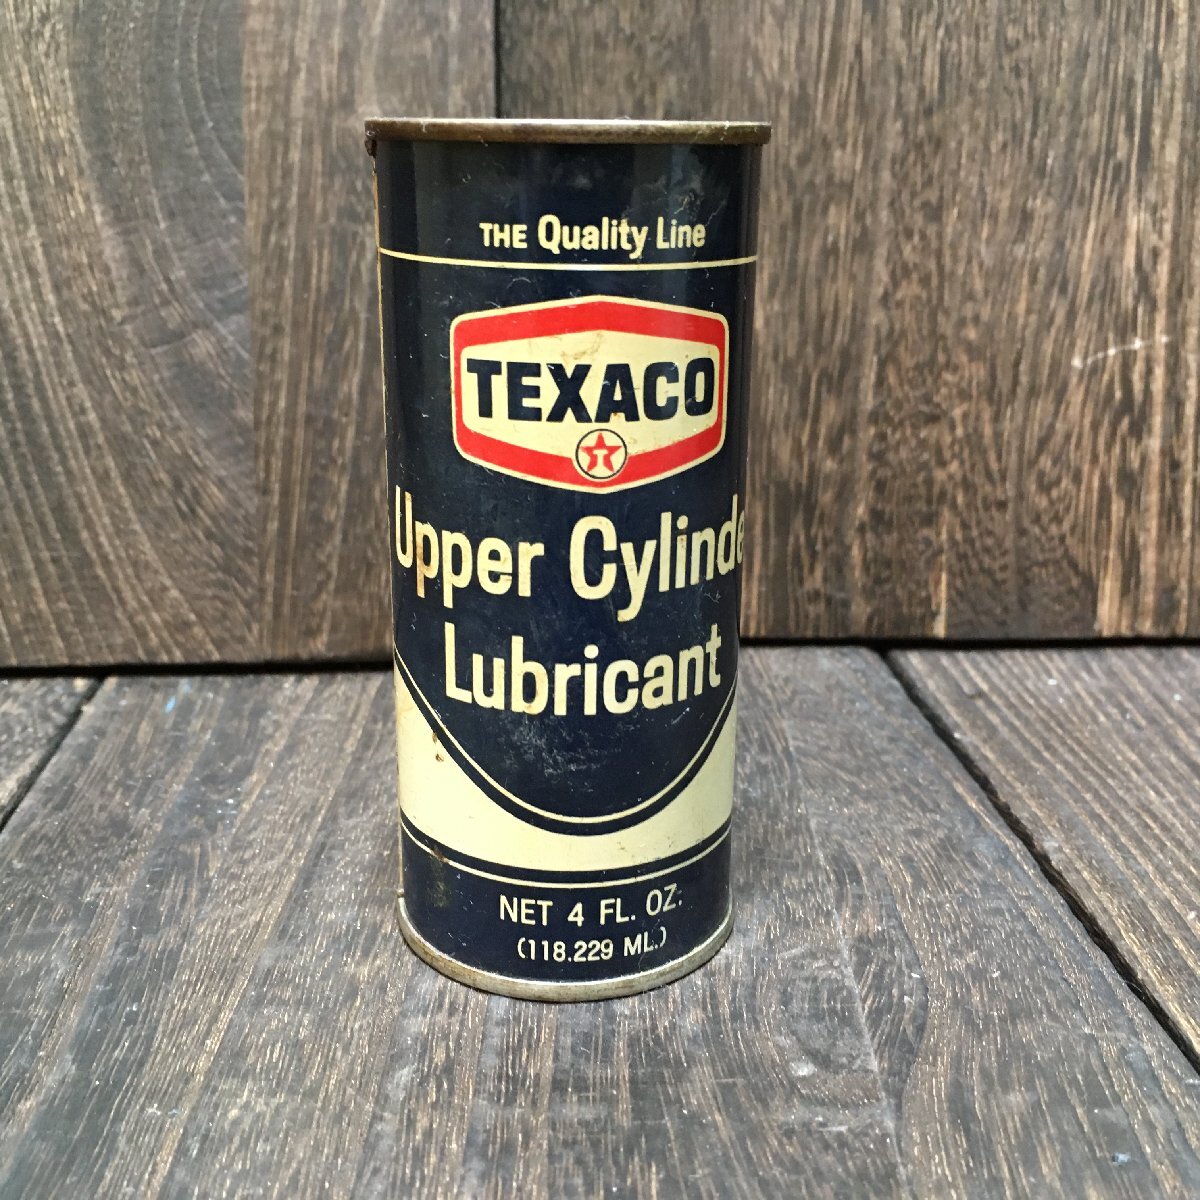 THE Quality Line
TEXACO
T
Upper Cylinde
Lubricant
NET 4 FL. OZ.
(118.229 ML.)